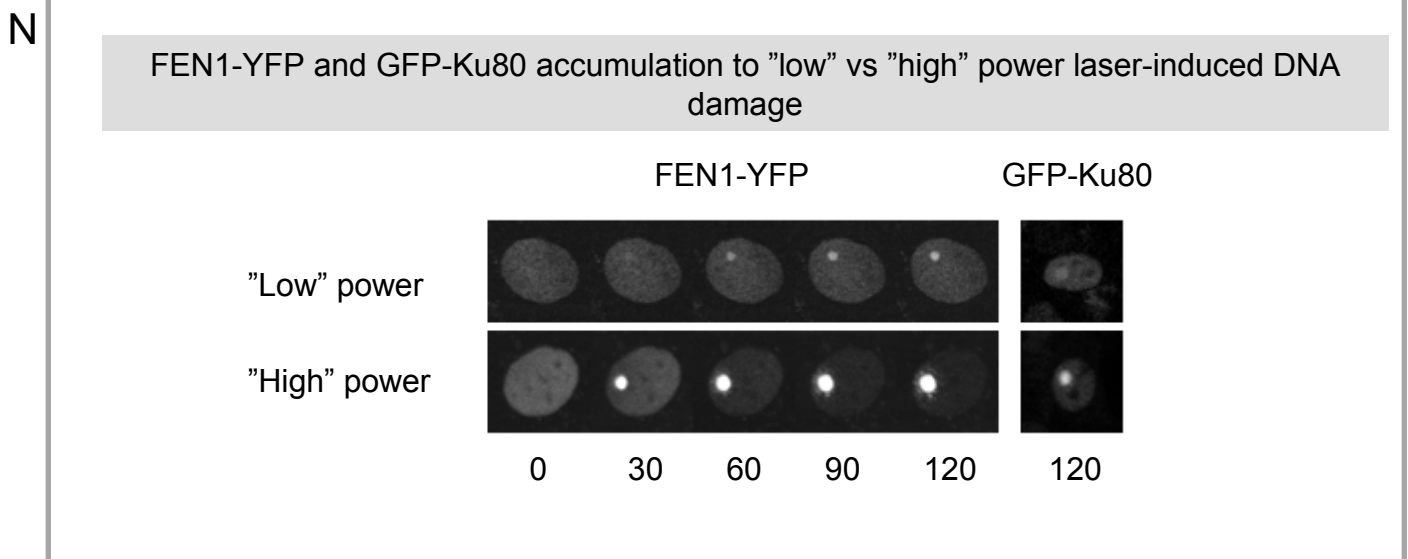 N
FEN1-YFP and GFP-Ku80 accumulation to ”low” vs ”high” power laser-induced DNA
damage
FEN1-YFP GFP-Ku80
”Low” power
”High” power
0 30 60 90 120 120